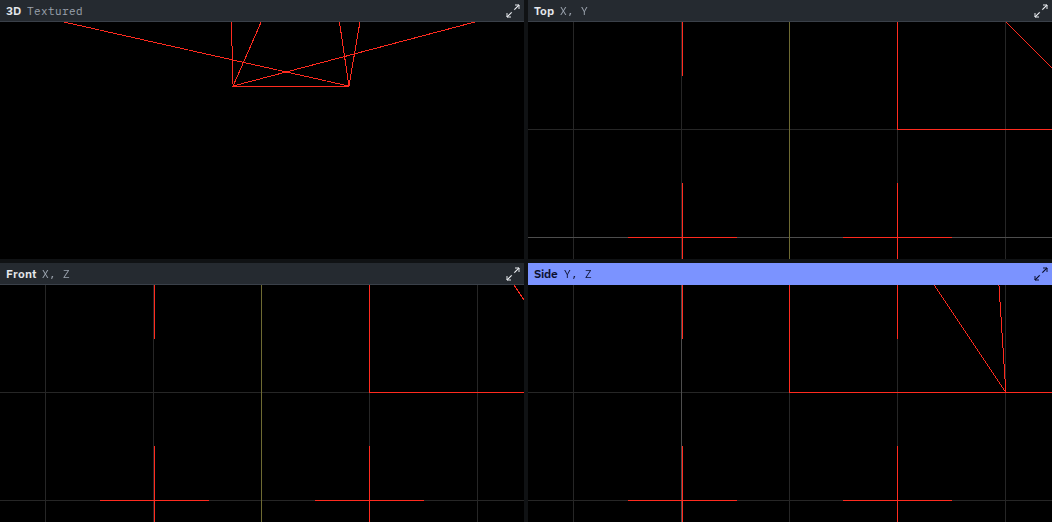 3D Textured
Top X, Y
Front X, Z
Side Y, Z